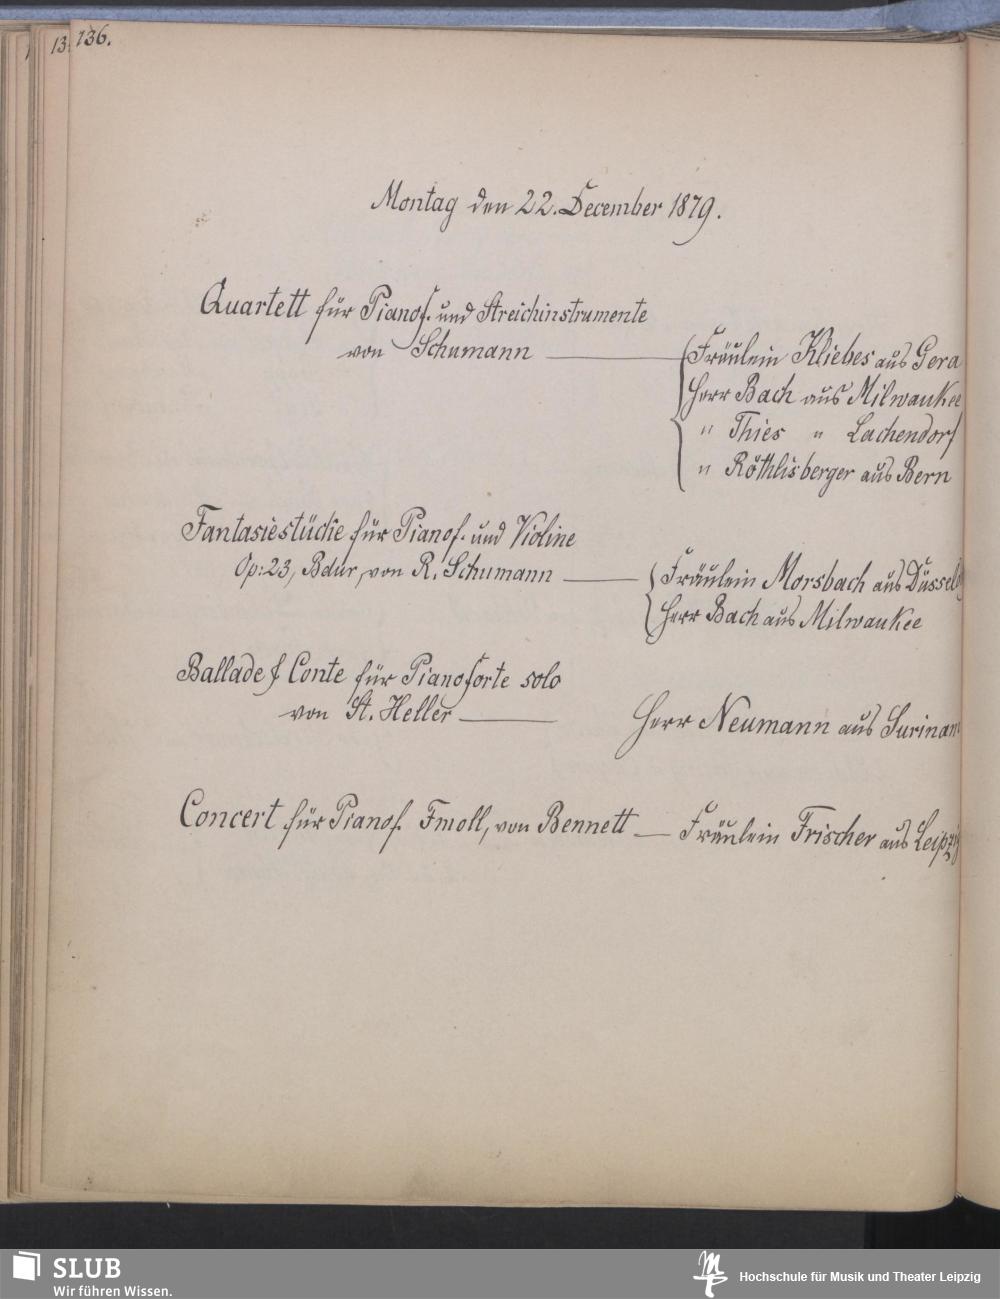 13
136.
Montag den 22. December 1879.
Quartett für Pianof. und Streichinstrumente
von Schumann — Fräulein Kliebes aus Gera
Herr Bach aus Milwaukee
" Thies " Lachendorf
" Röthlisberger aus Bern
Fantasiestücke für Pianof. und Violine
Op: 23, Bdur, von R. Schumann — Fräulein Morsbach aus Düsseld
Herr Bach aus Milwaukee
Ballade & Conte für Pianoforte solo
von St. Heller — Herr Neumann aus Surinam
Concert für Pianof. Fmoll, von Bennett — Fräulein Frischer aus Leipzig
SLUB
Wir führen Wissen.
Hochschule für Musik und Theater Leipzig